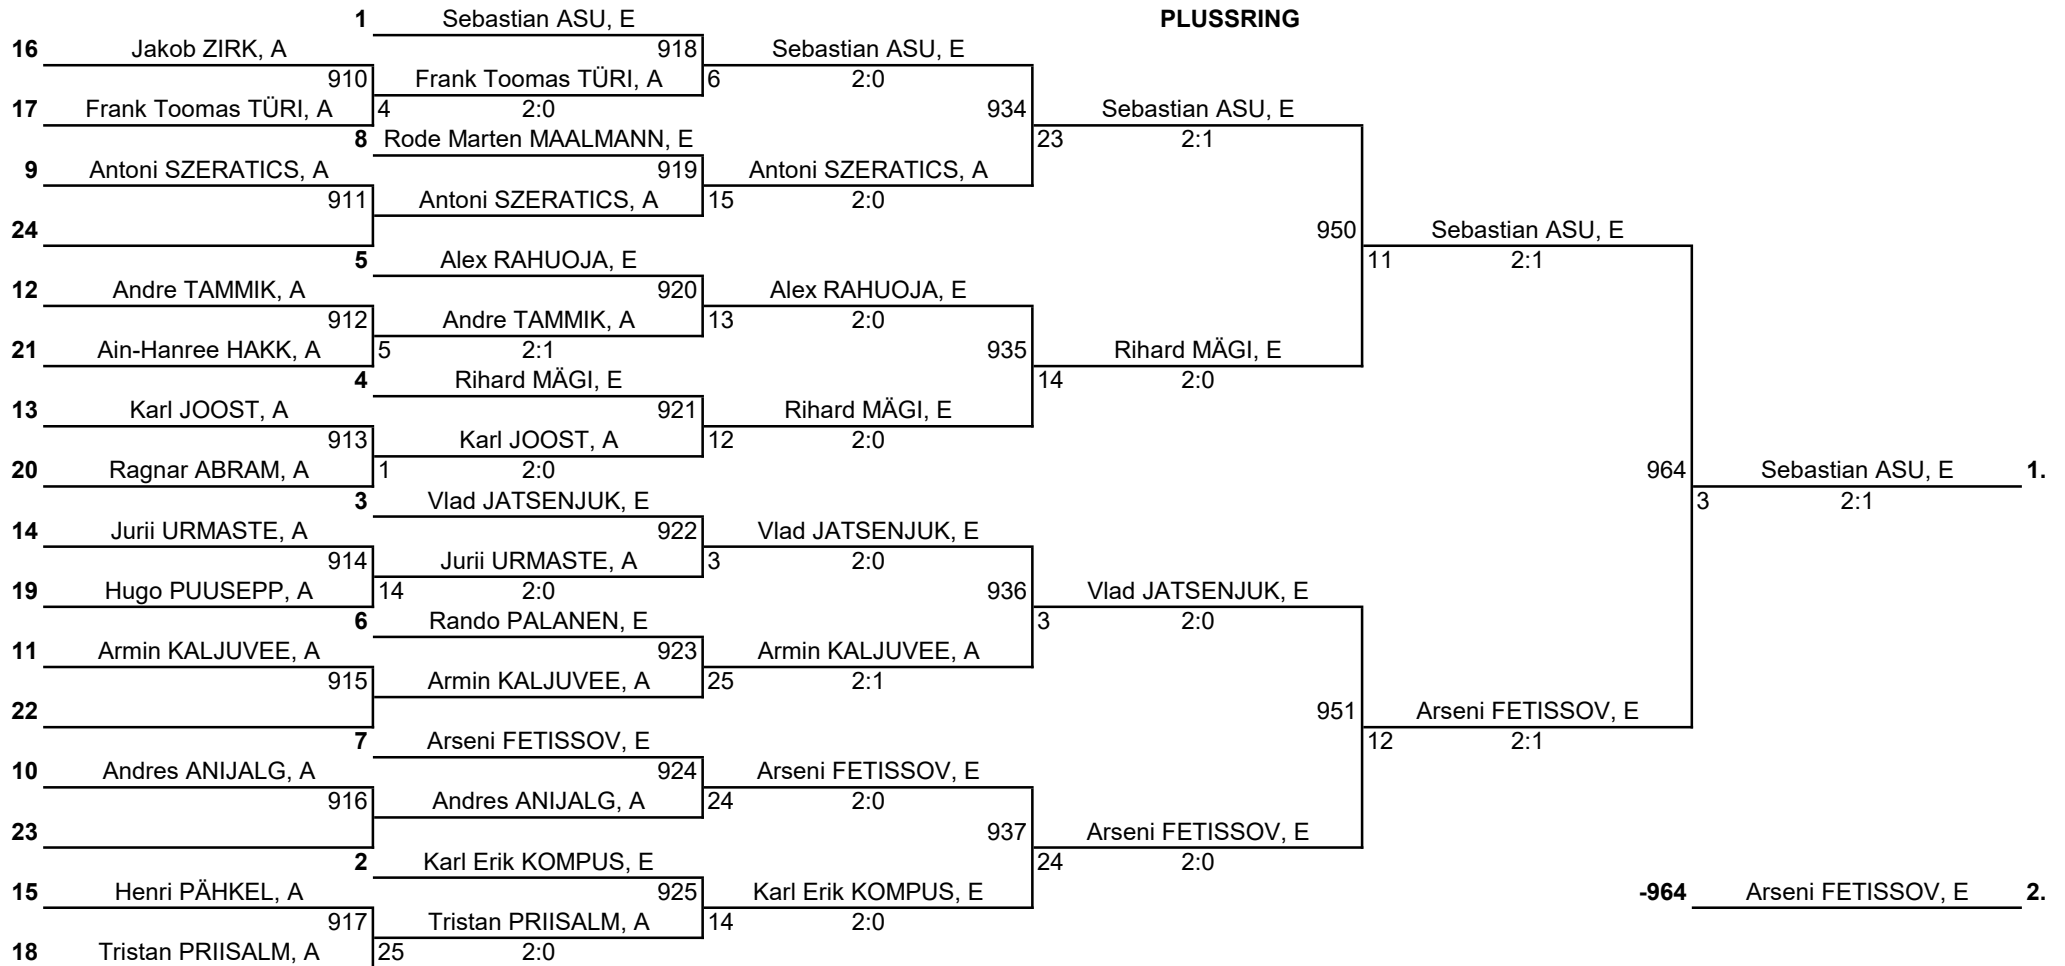 1 Sebastian ASU, E PLUSSRING
16 Jakob ZIRK, A 918 Sebastian ASU, E
910 Frank Toomas TÜRI, A 6 2:0
17 Frank Toomas TÜRI, A 4 2:0 934 Sebastian ASU, E
8 Rode Marten MAALMANN, E 23 2:1
9 Antoni SZERATICS, A 919 Antoni SZERATICS, A
911 Antoni SZERATICS, A 15 2:0
24 950 Sebastian ASU, E
5 Alex RAHUOJA, E 11 2:1
12 Andre TAMMIK, A 920 Alex RAHUOJA, E
912 Andre TAMMIK, A 13 2:0
21 Ain-Hanree HAKK, A 5 2:1 935 Rihard MÄGI, E
4 Rihard MÄGI, E 14 2:0
13 Karl JOOST, A 921 Rihard MÄGI, E
913 Karl JOOST, A 12 2:0
20 Ragnar ABRAM, A 1 2:0 964 Sebastian ASU, E 1.
3 Vlad JATSENJUK, E 3 2:1
14 Jurii URMASTE, A 922 Vlad JATSENJUK, E
914 Jurii URMASTE, A 3 2:0
19 Hugo PUUSEPP, A 14 2:0 936 Vlad JATSENJUK, E
6 Rando PALANEN, E 3 2:0
11 Armin KALJUVEE, A 923 Armin KALJUVEE, A
915 Armin KALJUVEE, A 25 2:1
22 951 Arseni FETISSOV, E
7 Arseni FETISSOV, E 12 2:1
10 Andres ANIJALG, A 924 Arseni FETISSOV, E
916 Andres ANIJALG, A 24 2:0
23 937 Arseni FETISSOV, E
2 Karl Erik KOMPUS, E 24 2:0
15 Henri PÄHKEL, A 925 Karl Erik KOMPUS, E -964 Arseni FETISSOV, E 2.
917 Tristan PRIISALM, A 14 2:0
18 Tristan PRIISALM, A 25 2:0